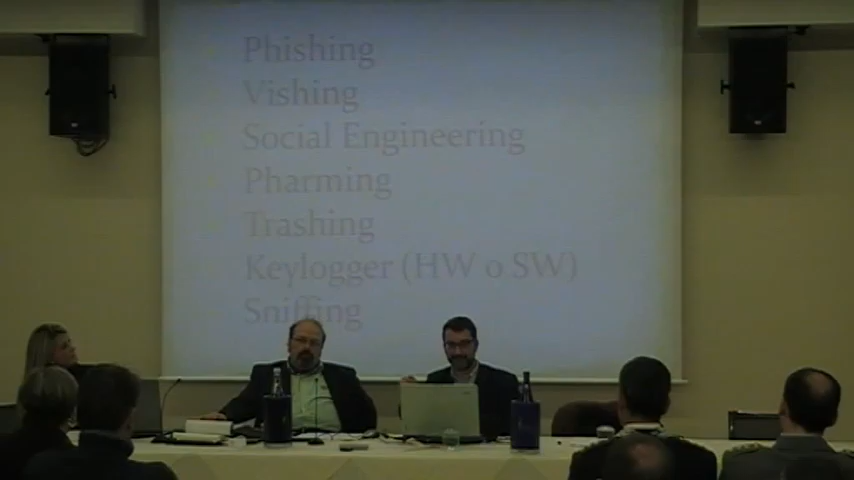 Phishing
Vishing
Social Engineering
Pharming
Trashing
Keylogger (HW o SW)
Sniffing